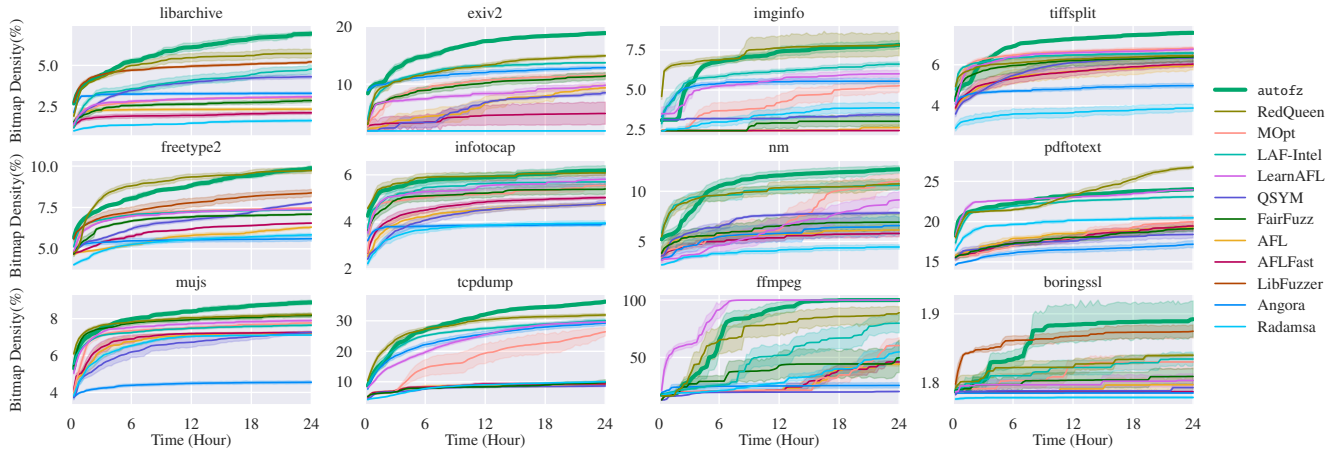 libarchive exiv2 imginfo tiffsplit
Bitmap Density(%)
5.0
2.5
20
10
7.5
5.0
2.5
6
4
freetype2 infotocap nm pdftotext
Bitmap Density(%)
10.0
7.5
5.0
6
4
2
10
5
25
20
15
mujs tcpdump ffmpeg boringssl
Bitmap Density(%)
8
6
4
30
20
10
100
50
1.9
1.8
0 6 12 18 24 0 6 12 18 24 0 6 12 18 24 0 6 12 18 24
Time (Hour) Time (Hour) Time (Hour) Time (Hour)
autofz
RedQueen
MOpt
LAF-Intel
LearnAFL
QSYM
FairFuzz
AFL
AFLFast
LibFuzzer
Angora
Radamsa